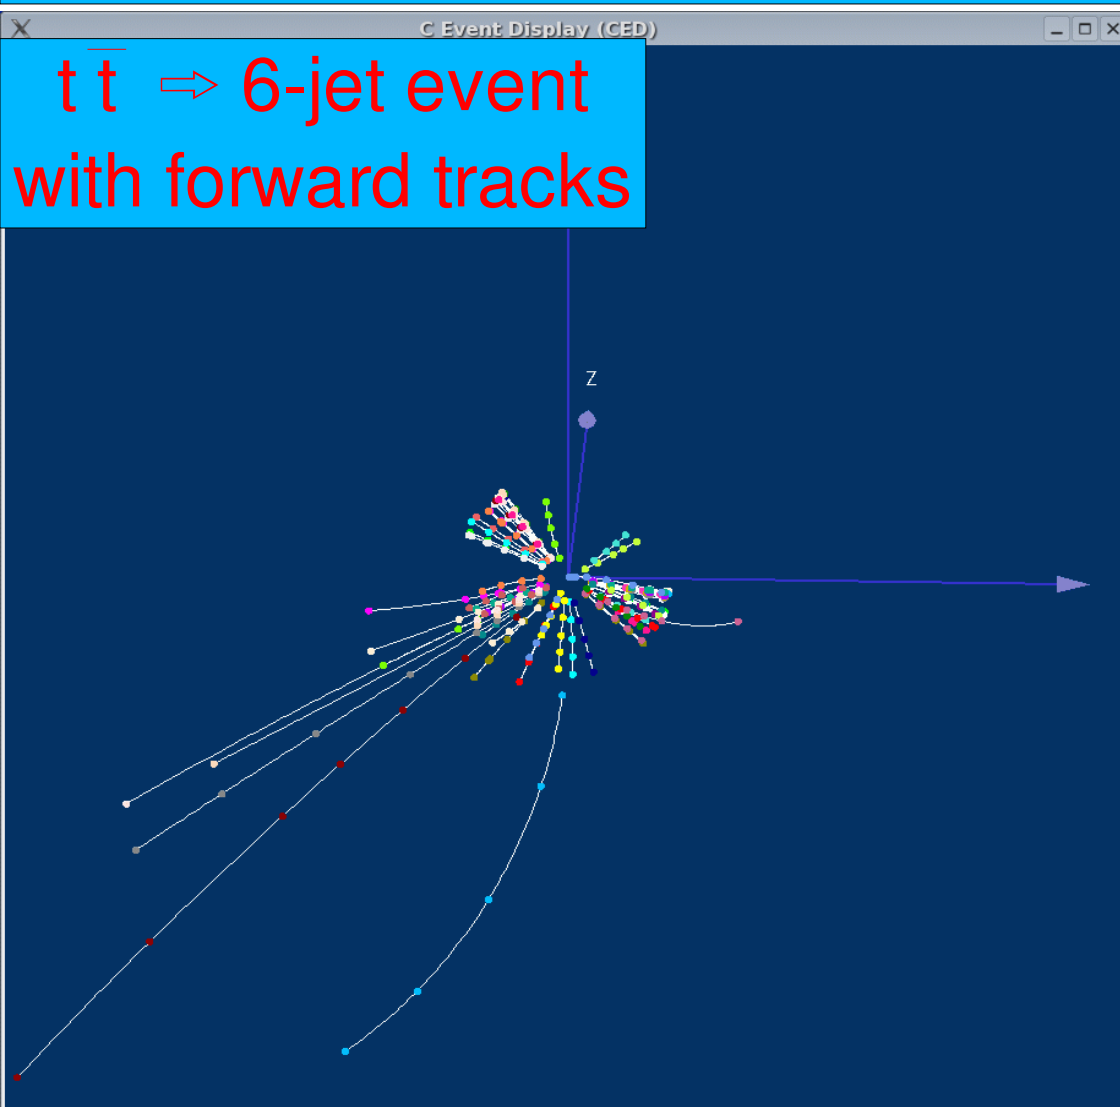 C Event Display (CED)
t t̅ ⇨ 6-jet event
with forward tracks
Z